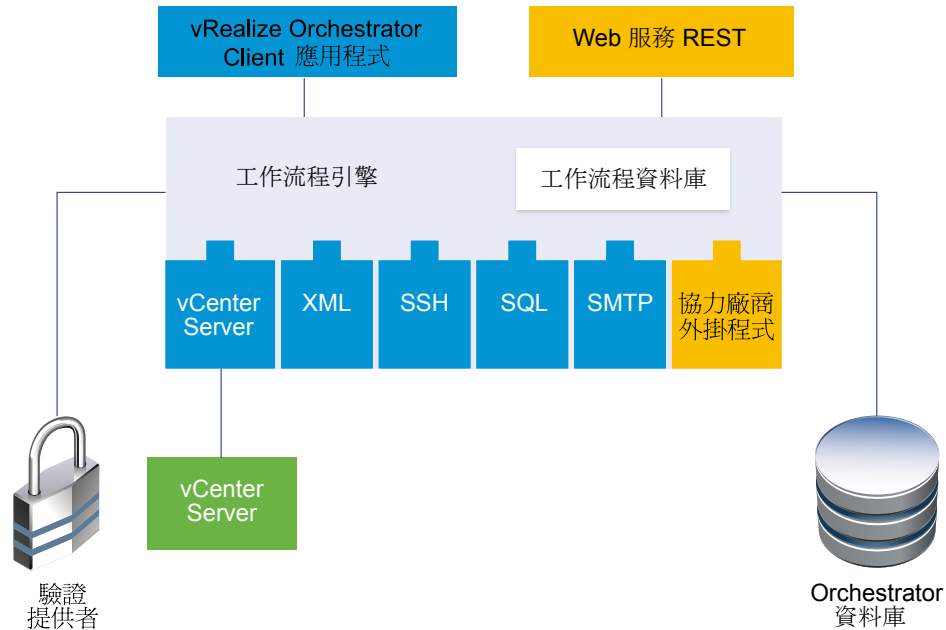 vRealize Orchestrator
Client 應用程式
Web 服務 REST
工作流程引擎
工作流程資料庫
vCenter
Server
XML
SSH
SQL
SMTP
協力廠商
外掛程式
vCenter
Server
驗證
提供者
Orchestrator
資料庫